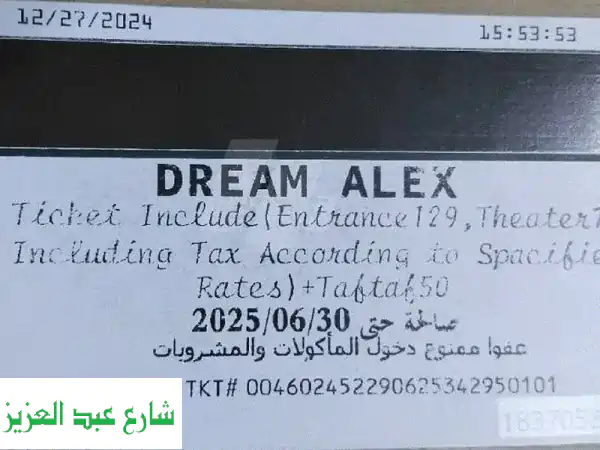 12/27/2024
15:53:53
DREAM ALEX
Ticket Include(Entrance129,Theater
Including Tax According to Spacifie
Rates)+Taftaf50
صالحة حتى 2025/06/30
عفوا ممنوع دخول المأكولات والمشروبات
TKT# 004602452290625342950101
شارع عبد العزيز